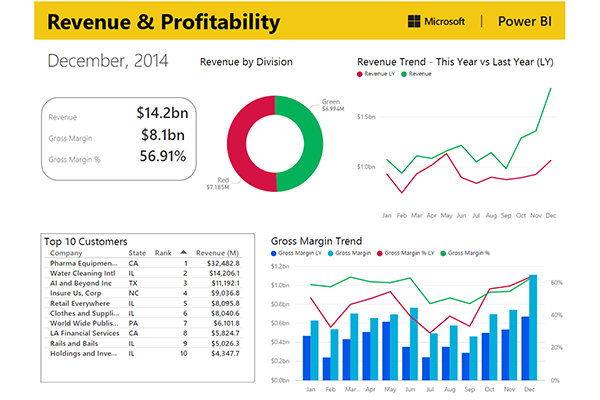 Revenue & Profitability
Microsoft | Power BI
December, 2014
Revenue $14.2bn
Gross Margin $8.1bn
Gross Margin % 56.91%
Revenue by Division
Green
$6,994M
Red
$7,185M
Revenue Trend - This Year vs Last Year (LY)
Revenue LY Revenue
$1.5bn
$1.0bn
Jan Feb Mar Apr May Jun Jul Aug Sep Oct Nov Dec
Top 10 Customers
Company State Rank Revenue (M)
Pharma Equipmen... CA 1 $32,482.8
Water Cleaning Intl IL 2 $14,206.1
AI and Beyond Inc TX 3 $11,192.1
Insure Us, Corp NC 4 $9,036.8
Retail Everywhere IL 5 $8,095.8
Clothes and Suppli... IL 6 $8,040.6
World Wide Publis... PA 7 $6,101.8
LA Financial Services CA 8 $5,824.7
Rails and Bails IL 9 $5,026.3
Holdings and Inve... IL 10 $4,347.7
Gross Margin Trend
Gross Margin LY Gross Margin Gross Margin % LY Gross Margin %
$1.2bn
$1.0bn
$0.8bn
$0.6bn
$0.4bn
$0.2bn
$0.0bn
60%
40%
20%
0%
Jan Feb Mar Apr May Jun Jul Aug Sep Oct Nov Dec